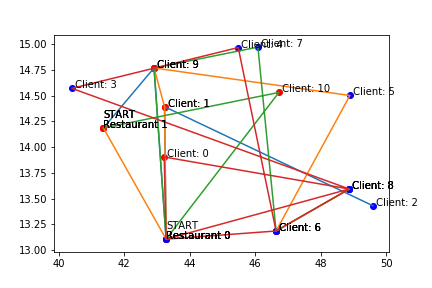 15.00
14.75
14.50
14.25
14.00
13.75
13.50
13.25
13.00
Client: 4
Client: 7
Client: 9
Client: 3
Client: 10
Client: 5
Client: 1
START
Restaurant 1
Client: 0
Client: 8
Client: 2
START
Restaurant 0
Client: 6
40
42
44
46
48
50